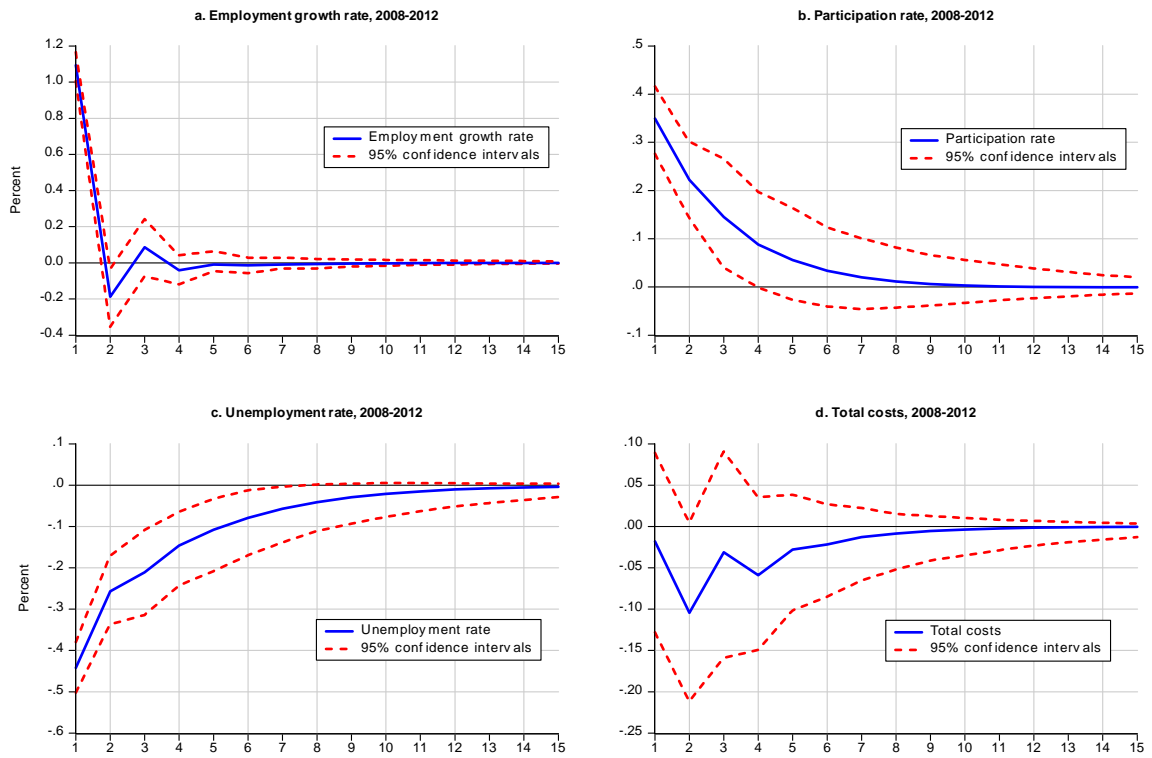 a. Employment growth rate, 2008-2012
1.2
1.0
0.8
0.6
0.4
0.2
0.0
-0.2
-0.4
Percent
Employment growth rate
95% confidence intervals
1 2 3 4 5 6 7 8 9 10 11 12 13 14 15
b. Participation rate, 2008-2012
.5
.4
.3
.2
.1
.0
-.1
Participation rate
95% confidence intervals
1 2 3 4 5 6 7 8 9 10 11 12 13 14 15
c. Unemployment rate, 2008-2012
.1
.0
-.1
-.2
-.3
-.4
-.5
-.6
Percent
Unemployment rate
95% confidence intervals
1 2 3 4 5 6 7 8 9 10 11 12 13 14 15
d. Total costs, 2008-2012
.10
.05
.00
-.05
-.10
-.15
-.20
-.25
Total costs
95% confidence intervals
1 2 3 4 5 6 7 8 9 10 11 12 13 14 15